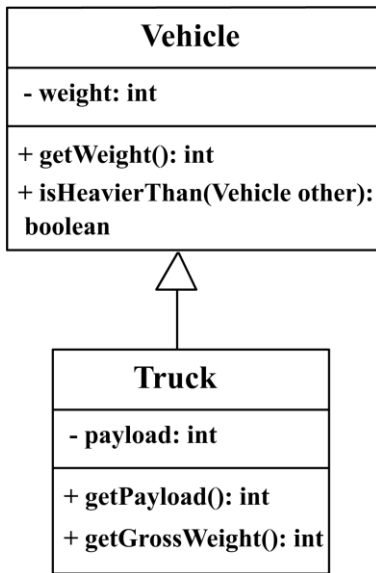 Vehicle
- weight: int
+ getWeight(): int
+ isHeavierThan(Vehicle other):
boolean
Truck
- payload: int
+ getPayload(): int
+ getGrossWeight(): int